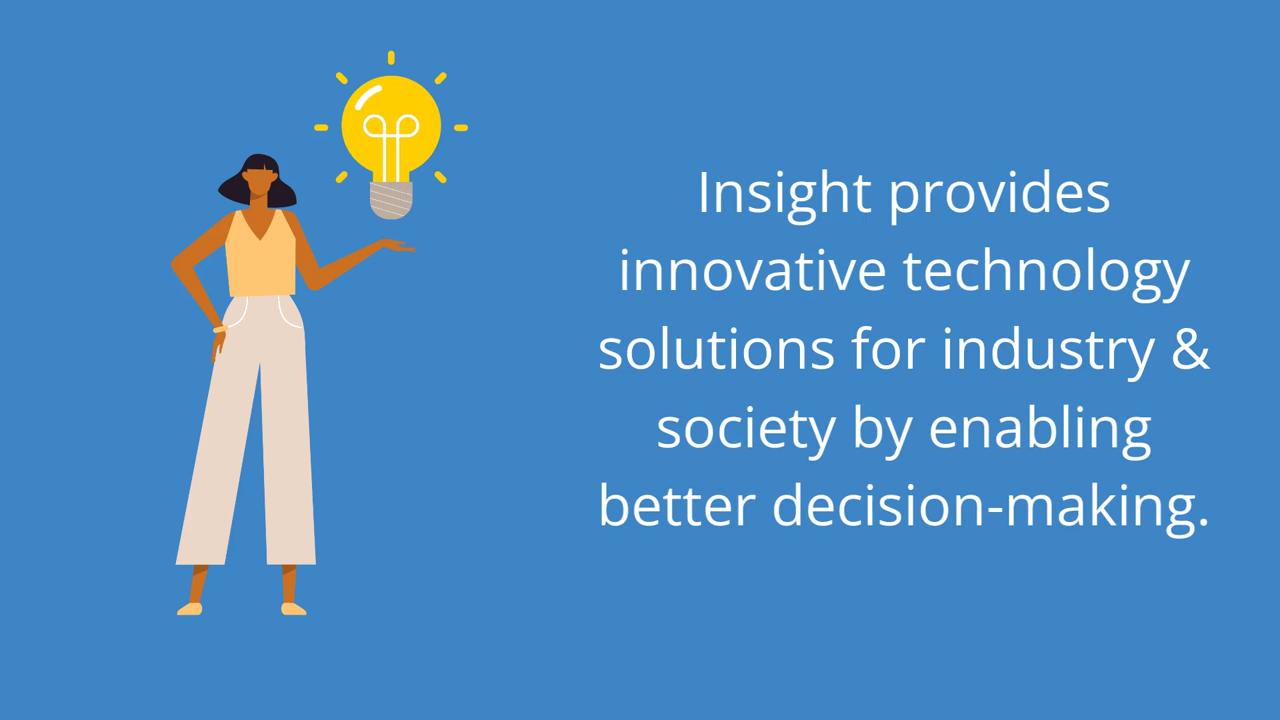 Insight provides
innovative technology
solutions for industry &
society by enabling
better decision-making.